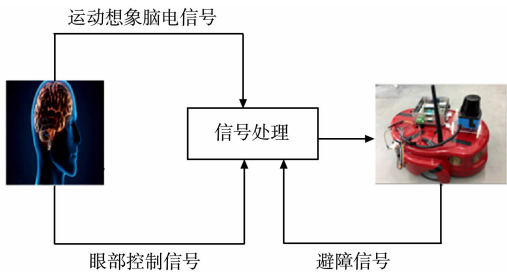 运动想象脑电信号
信号处理
眼部控制信号
避障信号